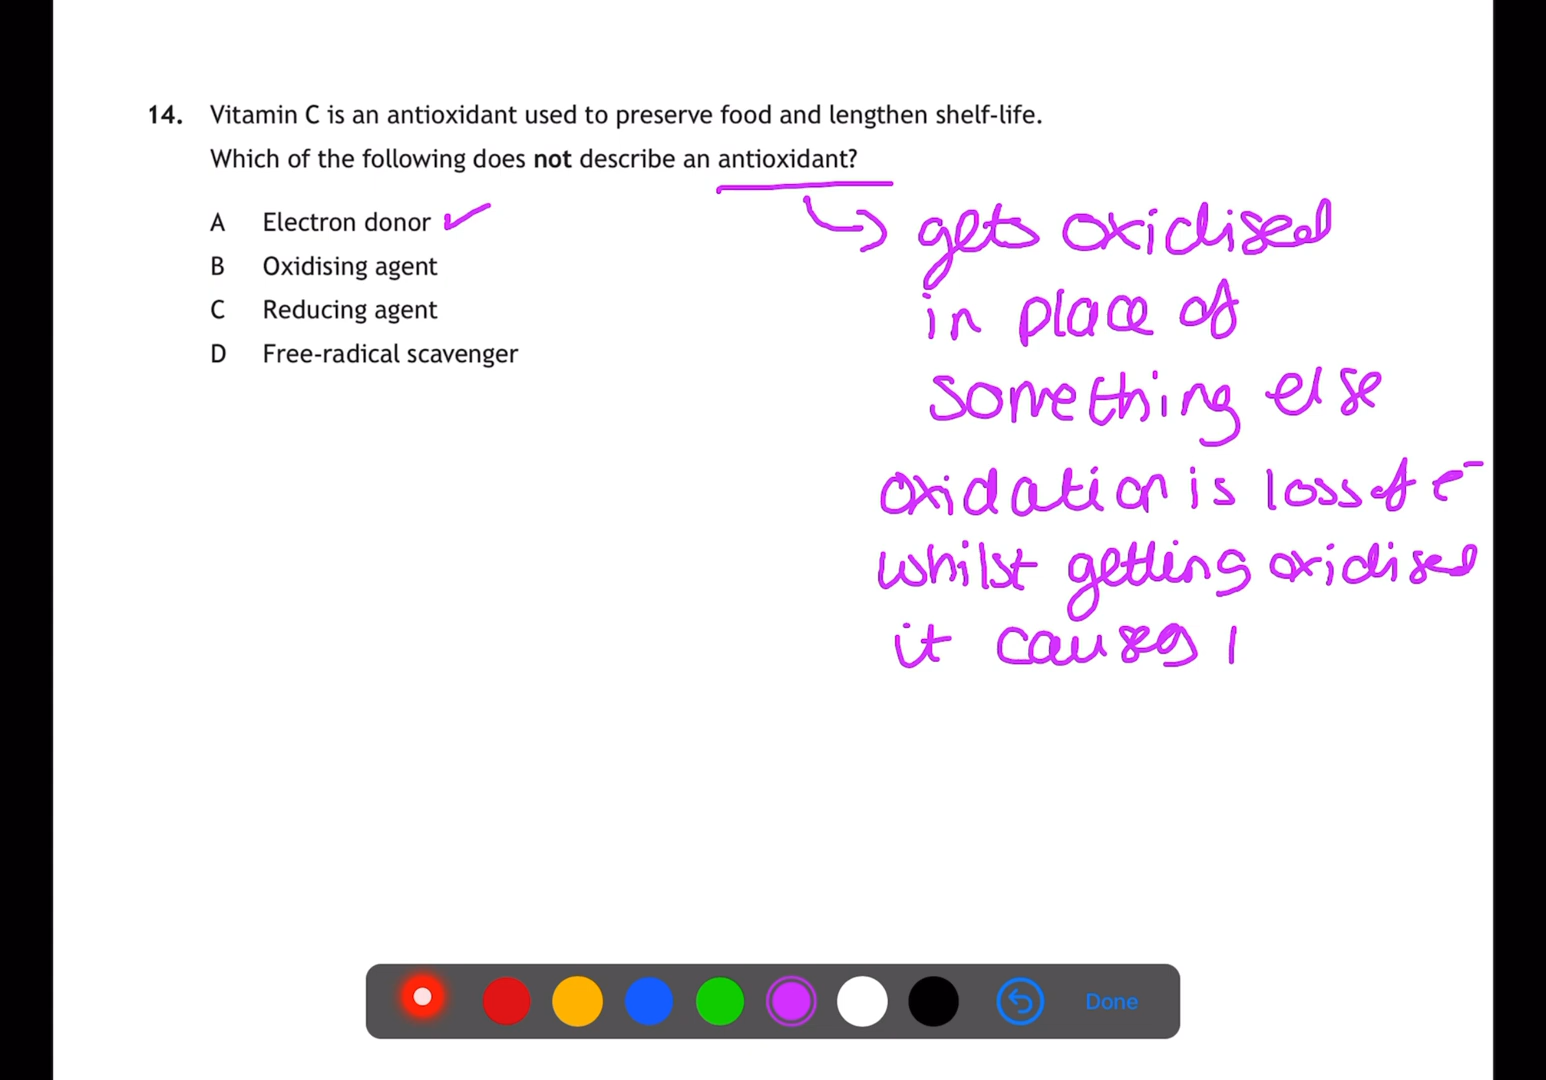 14. Vitamin C is an antioxidant used to preserve food and lengthen shelf-life.
Which of the following does not describe an antioxidant?
A Electron donor ✓
B Oxidising agent
C Reducing agent
D Free-radical scavenger
gets oxidised
in place of
something else
oxidation is loss of e⁻
whilst getting oxidised
it causes
Done